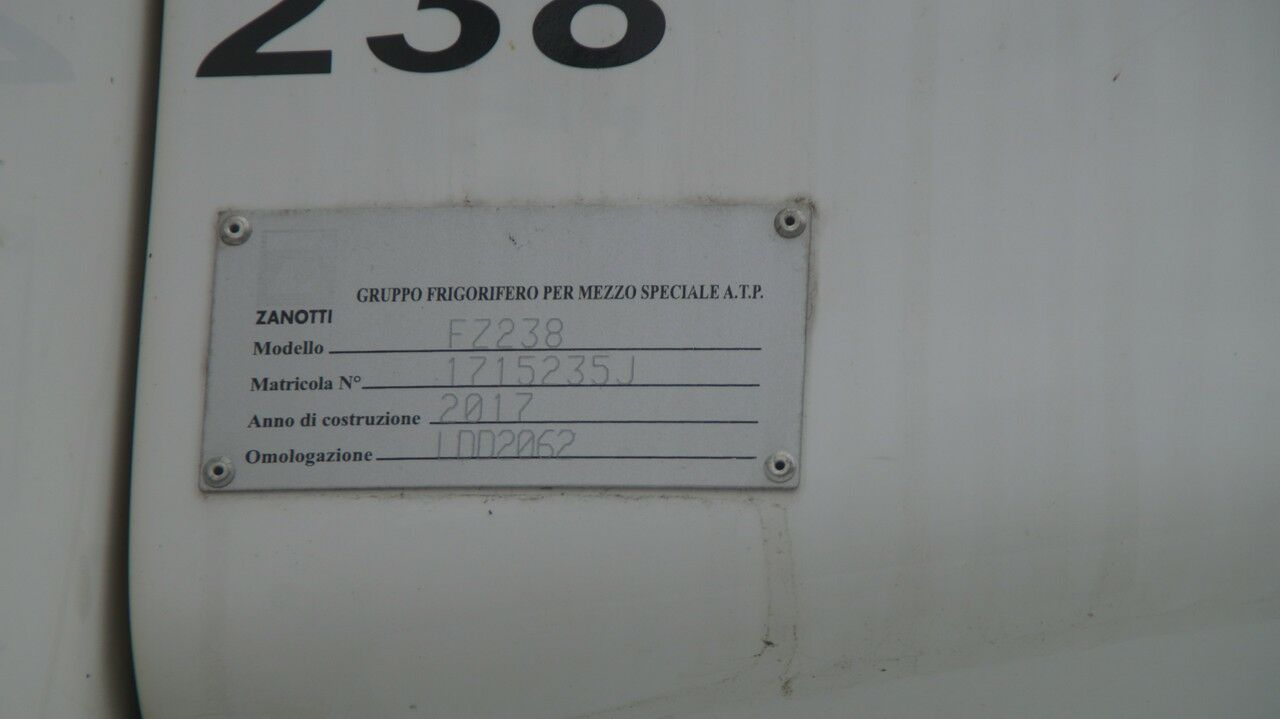 238
GRUPPO FRIGORIFERO PER MEZZO SPECIALE A.T.P.
ZANOTTI
Modello FZ238
Matricola N° 1715235J
Anno di costruzione 2017
Omologazione LDD2062